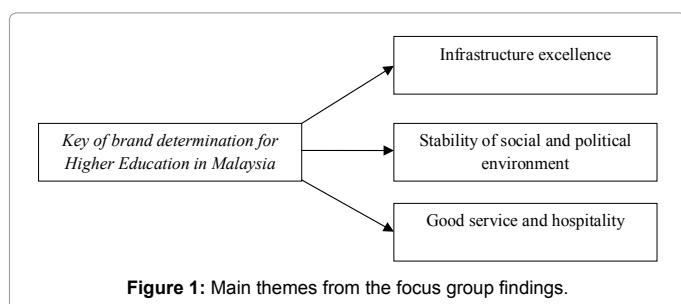 Infrastructure excellence
Key of brand determination for
Higher Education in Malaysia
Stability of social and political
environment
Good service and hospitality
Figure 1: Main themes from the focus group findings.